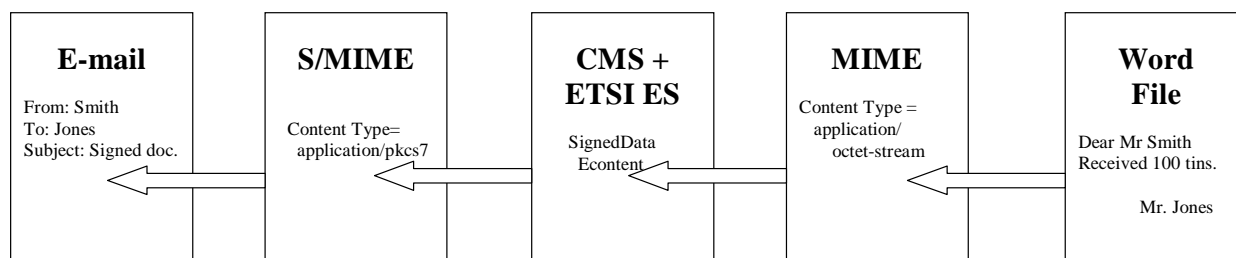 E-mail
From: Smith
To: Jones
Subject: Signed doc.
S/MIME
Content Type=
application/pkcs7
CMS +
ETSI ES
SignedData
Econtent
MIME
Content Type =
application/
octet-stream
Word
File
Dear Mr Smith
Received 100 tins.
Mr. Jones